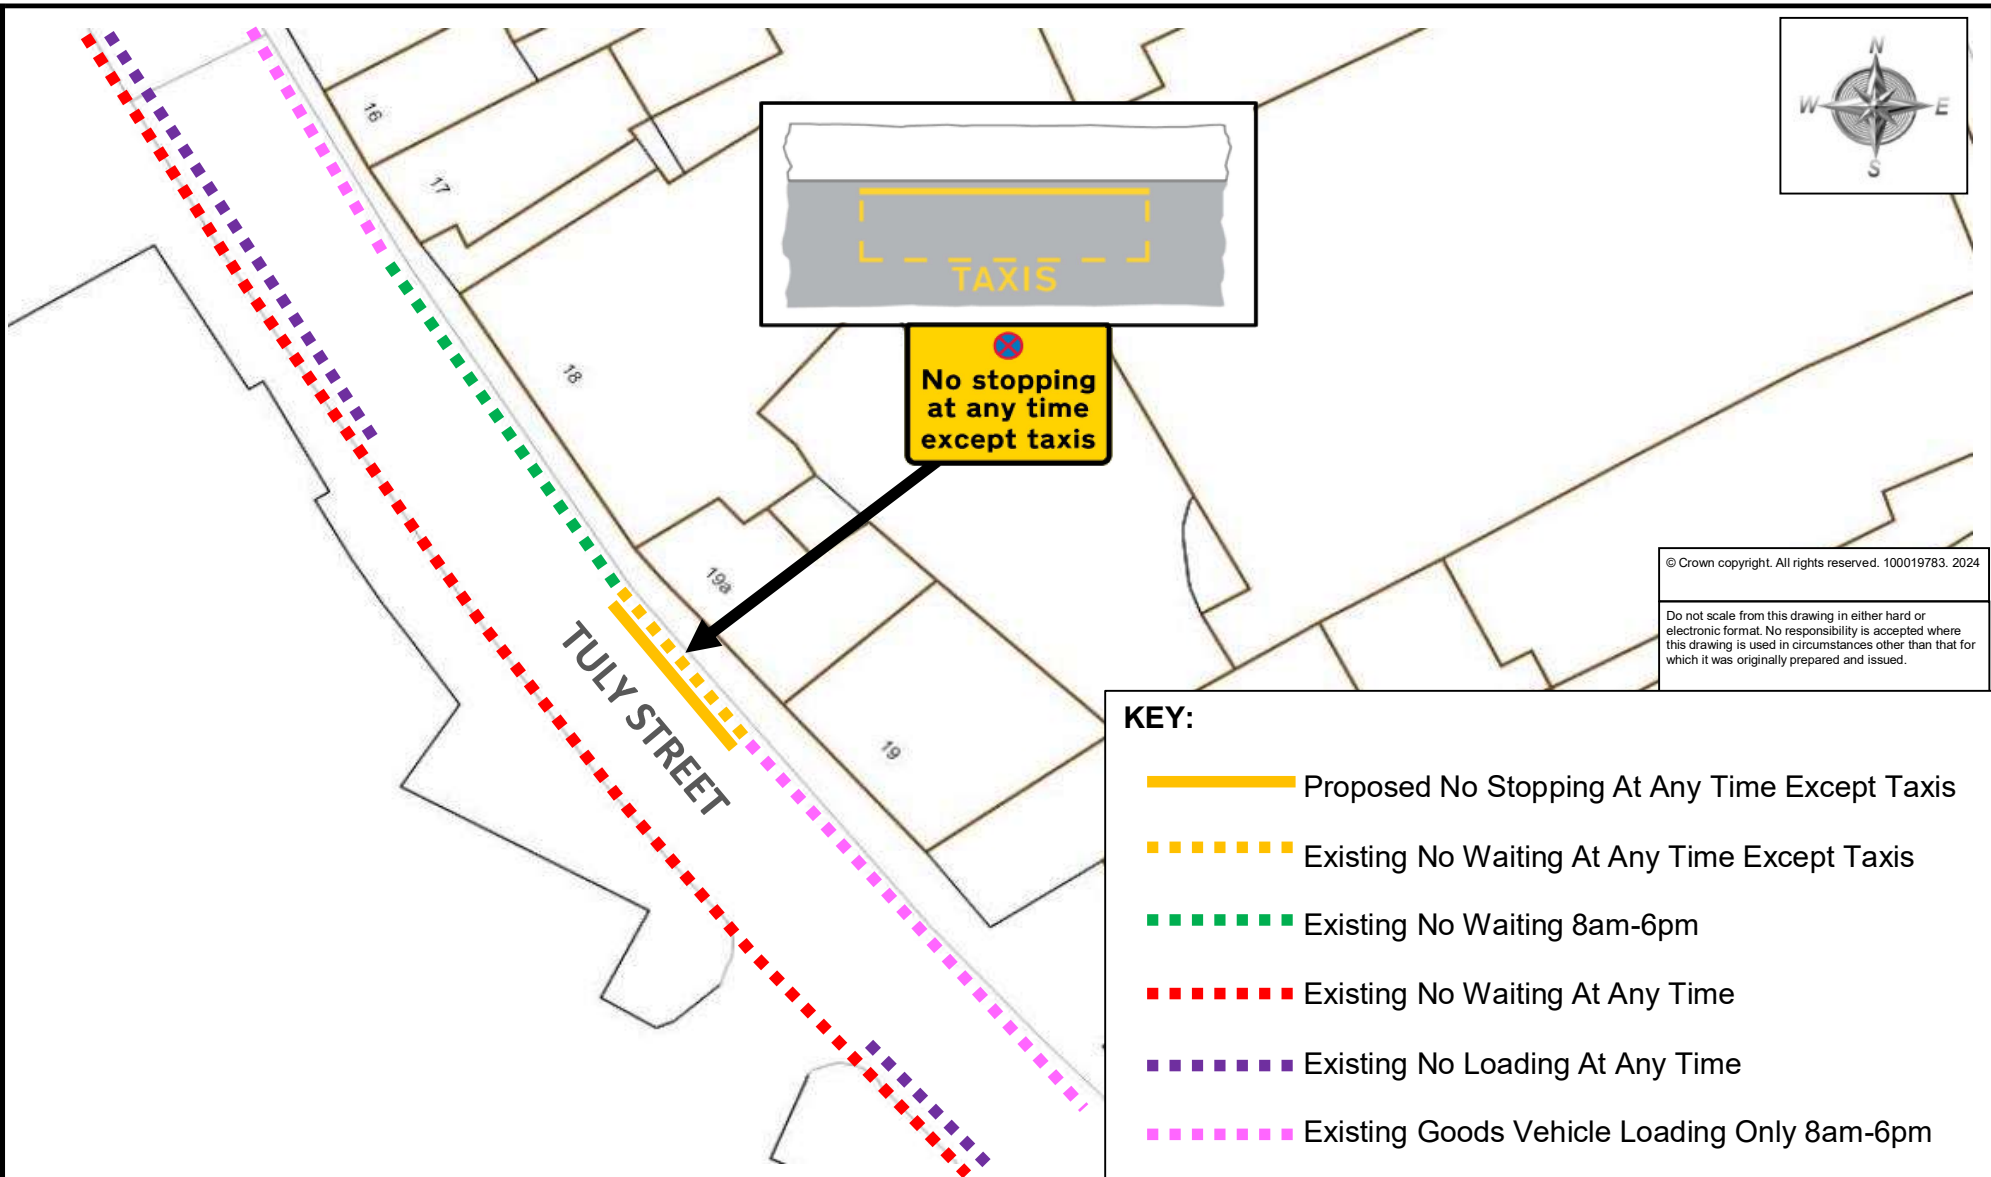 N
W
E
S
16
17
18
19a
19
TAXIS
No stopping
at any time
except taxis
TULY STREET
© Crown copyright. All rights reserved. 100019783. 2024
Do not scale from this drawing in either hard or
electronic format. No responsibility is accepted where
this drawing is used in circumstances other than that for
which it was originally prepared and issued.
KEY:
Proposed No Stopping At Any Time Except Taxis
Existing No Waiting At Any Time Except Taxis
Existing No Waiting 8am-6pm
Existing No Waiting At Any Time
Existing No Loading At Any Time
Existing Goods Vehicle Loading Only 8am-6pm